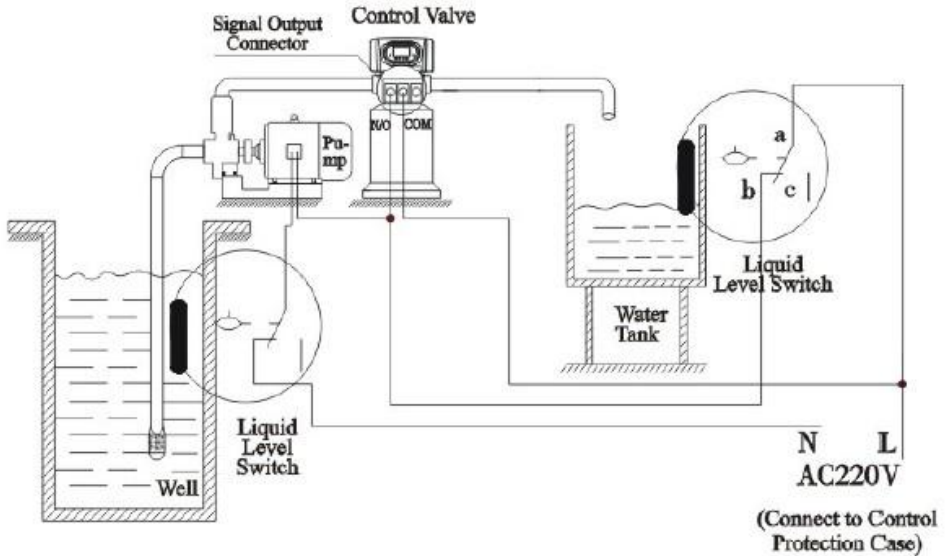 Signal Output
Connector
Control Valve
N/O
COM
Pu-
mp
a
b
c
Liquid
Level Switch
Water
Tank
Liquid
Level
Switch
Well
N
L
AC220V
(Connect to Control
Protection Case)